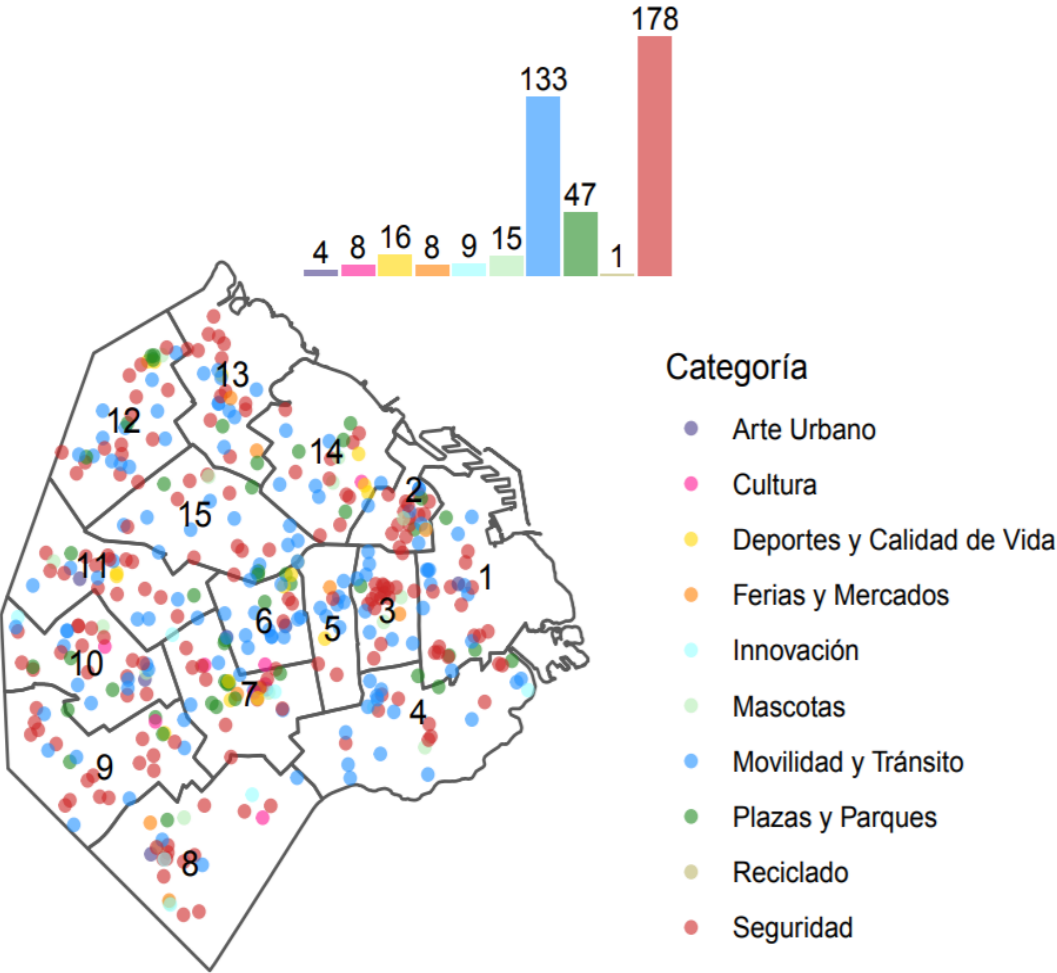 178
133
47
16
15
4
8
8
9
1
13
12
14
2
15
11
1
3
6
5
10
7
4
9
8
Categoría
Arte Urbano
Cultura
Deportes y Calidad de Vida
Ferias y Mercados
Innovación
Mascotas
Movilidad y Tránsito
Plazas y Parques
Reciclado
Seguridad